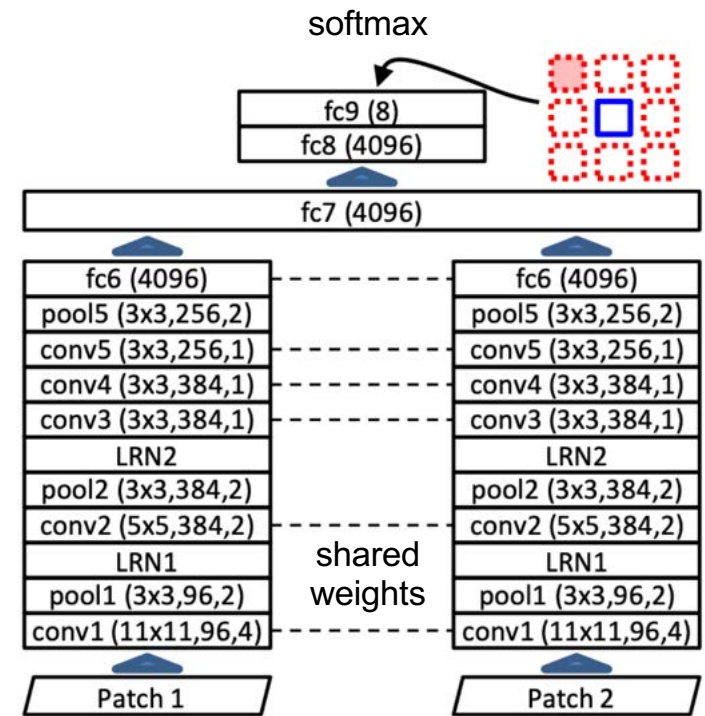 softmax
fc9 (8)
fc8 (4096)
fc7 (4096)
fc6 (4096)
pool5 (3x3,256,2)
conv5 (3x3,256,1)
conv4 (3x3,384,1)
conv3 (3x3,384,1)
LRN2
pool2 (3x3,384,2)
conv2 (5x5,384,2)
LRN1
pool1 (3x3,96,2)
conv1 (11x11,96,4)
Patch 1
shared
weights
fc6 (4096)
pool5 (3x3,256,2)
conv5 (3x3,256,1)
conv4 (3x3,384,1)
conv3 (3x3,384,1)
LRN2
pool2 (3x3,384,2)
conv2 (5x5,384,2)
LRN1
pool1 (3x3,96,2)
conv1 (11x11,96,4)
Patch 2